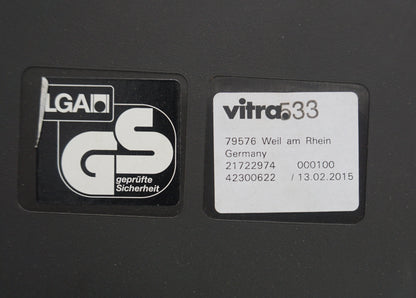 LGA
GS
geprüfte
Sicherheit
vitra.533
79576 Weil am Rhein
Germany
21722974 000100
42300622 / 13.02.2015